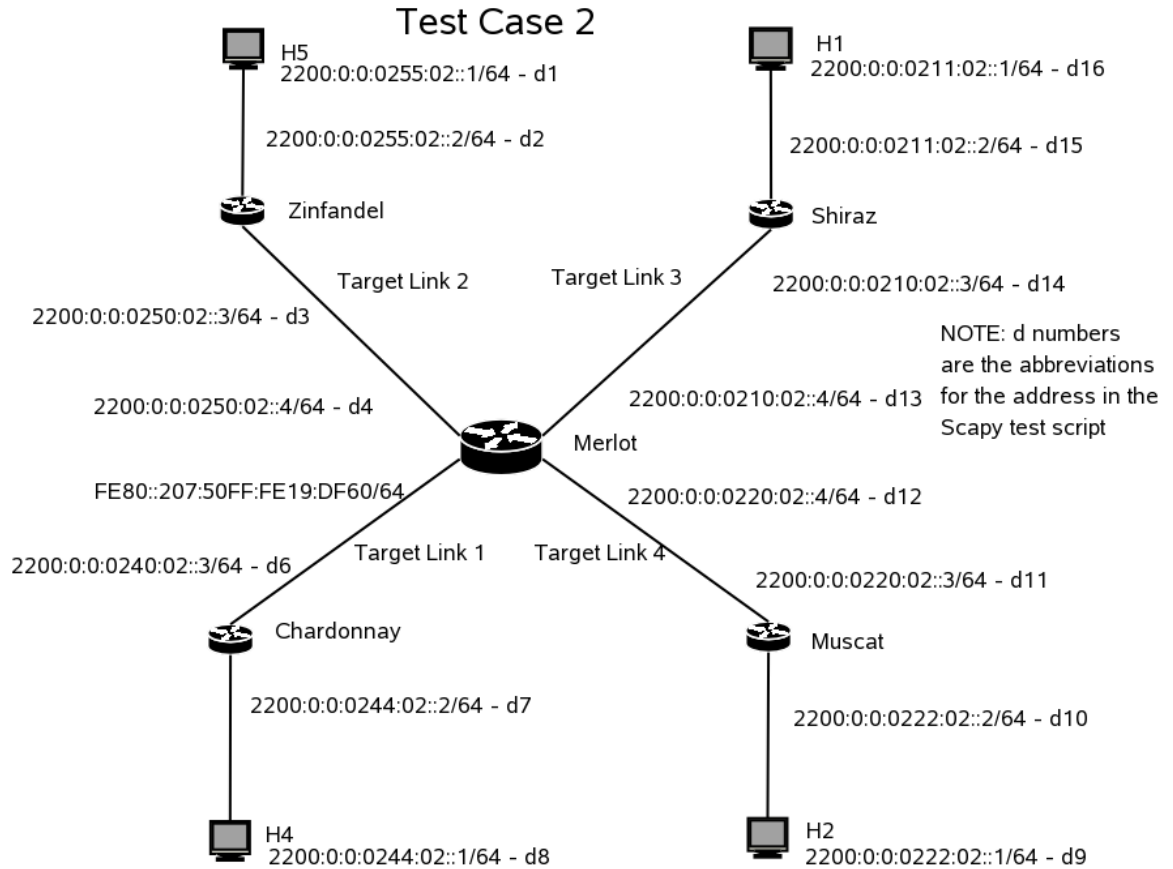 Test Case 2
H5
2200:0:0:0255:02::1/64 - d1
H1
2200:0:0:0211:02::1/64 - d16
2200:0:0:0255:02::2/64 - d2
2200:0:0:0211:02::2/64 - d15
Zinfandel
Shiraz
Target Link 2
Target Link 3
2200:0:0:0210:02::3/64 - d14
2200:0:0:0250:02::3/64 - d3
NOTE: d numbers
are the abbreviations
for the address in the
Scapy test script
2200:0:0:0250:02::4/64 - d4
2200:0:0:0210:02::4/64 - d13
Merlot
FE80::207:50FF:FE19:DF60/64
2200:0:0:0220:02::4/64 - d12
Target Link 1
Target Link 4
2200:0:0:0240:02::3/64 - d6
2200:0:0:0220:02::3/64 - d11
Chardonnay
Muscat
2200:0:0:0244:02::2/64 - d7
2200:0:0:0222:02::2/64 - d10
H4
2200:0:0:0244:02::1/64 - d8
H2
2200:0:0:0222:02::1/64 - d9